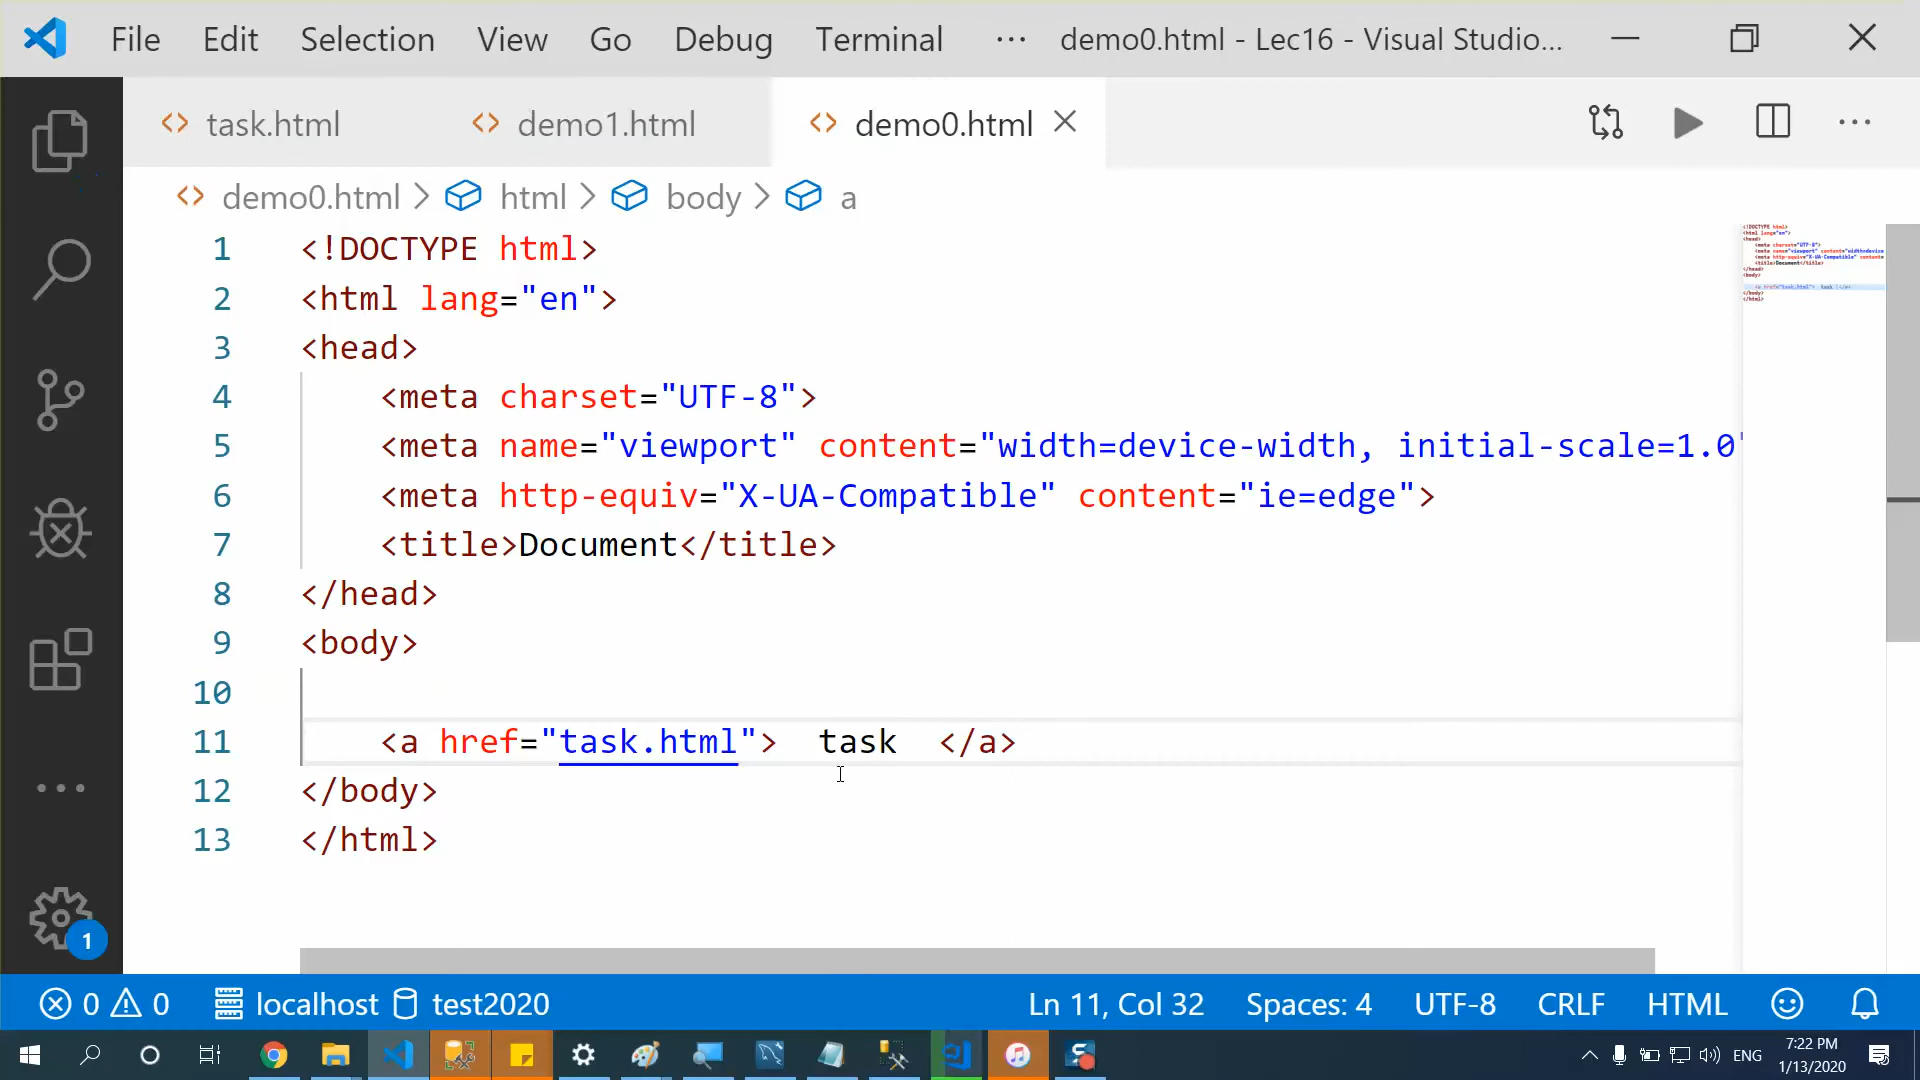 File Edit Selection View Go Debug Terminal ··· demo0.html - Lec16 - Visual Studio...
task.html demo1.html demo0.html
demo0.html > html > body > a
1 <!DOCTYPE html>
2 <html lang="en">
3 <head>
4 <meta charset="UTF-8">
5 <meta name="viewport" content="width=device-width, initial-scale=1.0"
6 <meta http-equiv="X-UA-Compatible" content="ie=edge">
7 <title>Document</title>
8 </head>
9 <body>
10
11 <a href="task.html">  task  </a>
12 </body>
13 </html>
1
0 0 localhost test2020 Ln 11, Col 32 Spaces: 4 UTF-8 CRLF HTML
ENG 7:22 PM
1/13/2020